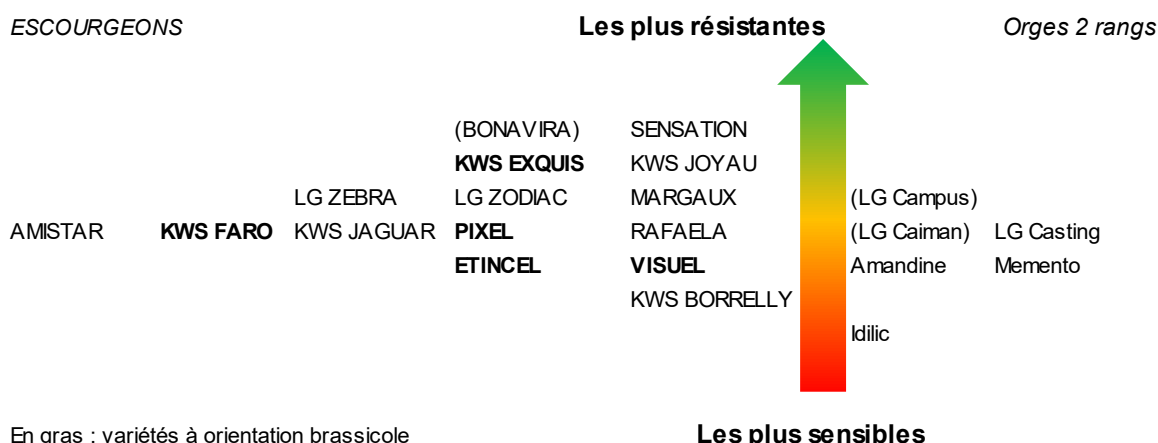 ESCOURGEONS Les plus résistantes Orges 2 rangs
(BONAVIRA) SENSATION
KWS EXQUIS KWS JOYAU
LG ZEBRA LG ZODIAC MARGAUX (LG Campus)
AMISTAR KWS FARO KWS JAGUAR PIXEL RAFAELA (LG Caiman) LG Casting
ETINCEL VISUEL Amandine Memento
KWS BORRELLY
Idilic
En gras : variétés à orientation brassicole Les plus sensibles